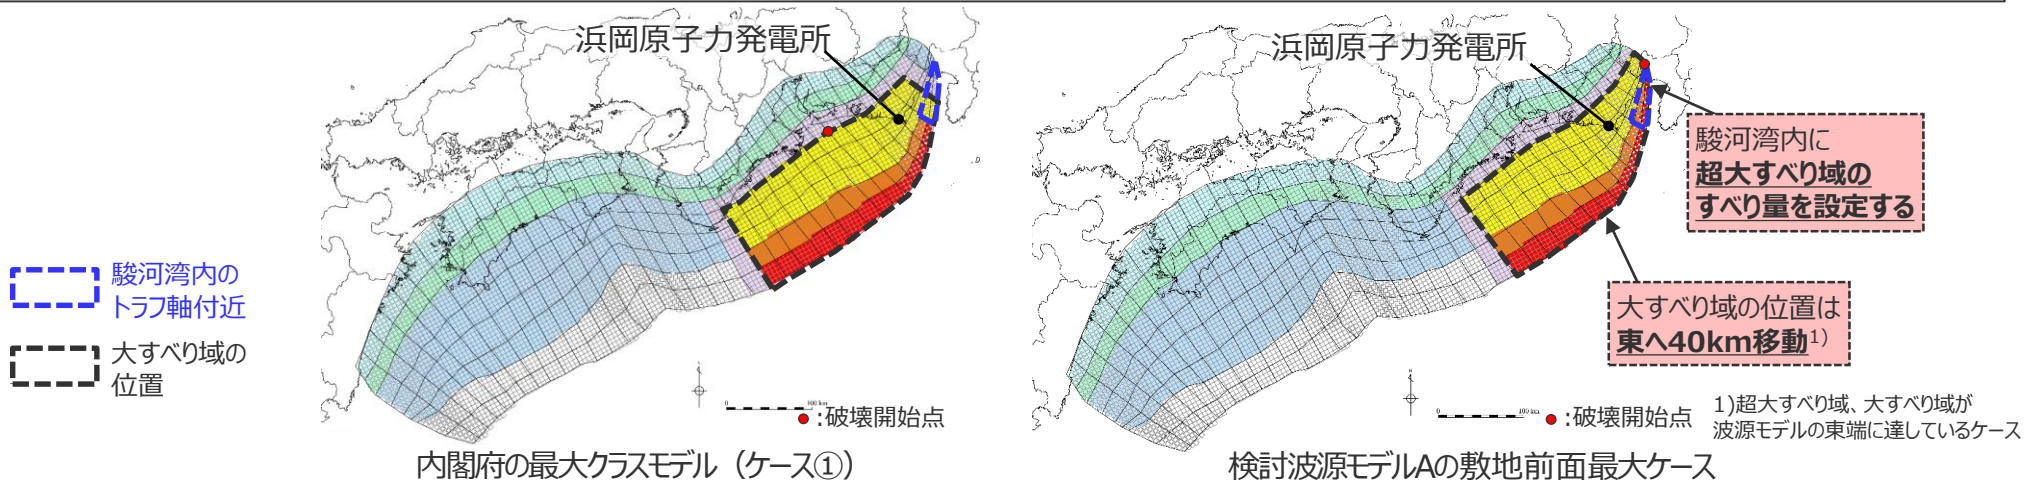 浜岡原子力発電所
浜岡原子力発電所
駿河湾内に
超大すべり域の
すべり量を設定する
駿河湾内の
トラフ軸付近
大すべり域の
位置
大すべり域の位置は
東へ40km移動1)
0 100 km
●:破壊開始点
0 100 km
●:破壊開始点
1)超大すべり域、大すべり域が
波源モデルの東端に達しているケース
内閣府の最大クラスモデル（ケース①）
検討波源モデルAの敷地前面最大ケース